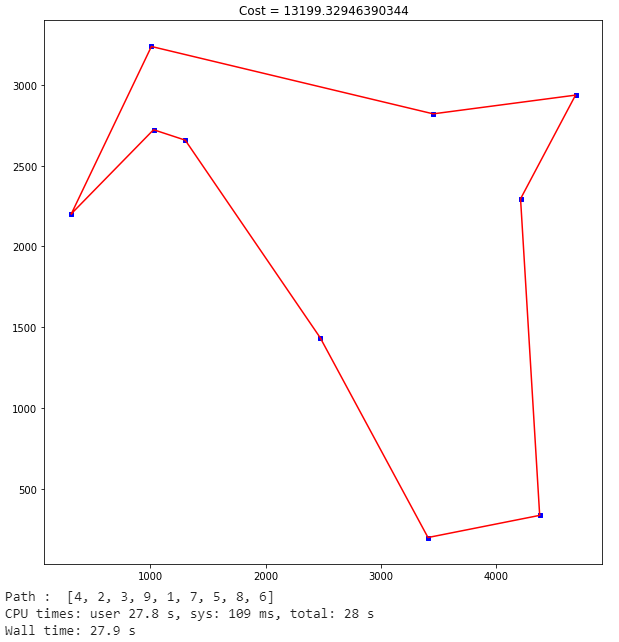 Cost = 13199.32946390344
3000
2500
2000
1500
1000
500
1000 2000 3000 4000
Path :  [4, 2, 3, 9, 1, 7, 5, 8, 6]
CPU times: user 27.8 s, sys: 109 ms, total: 28 s
Wall time: 27.9 s